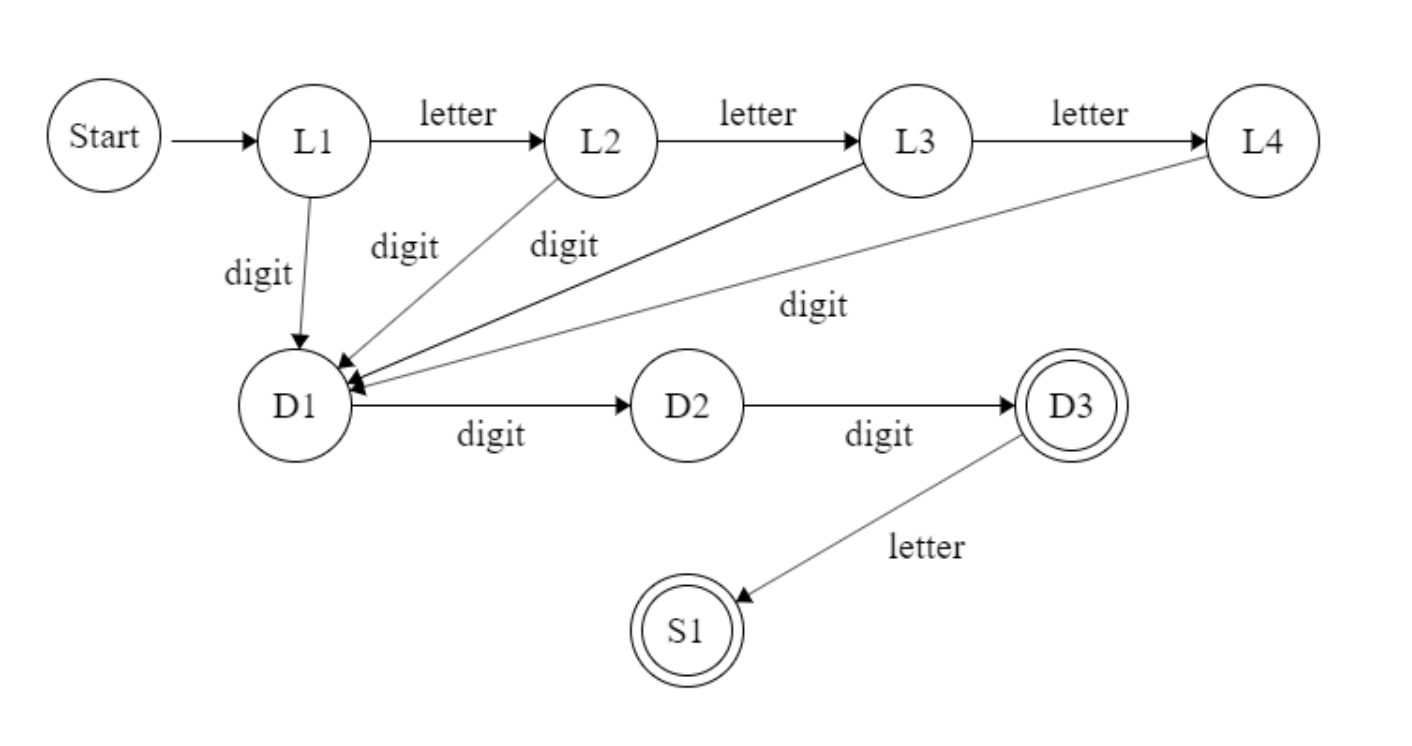 letter letter letter
Start L1 L2 L3 L4
digit digit digit
digit
D1 D2 D3
digit digit
letter
S1